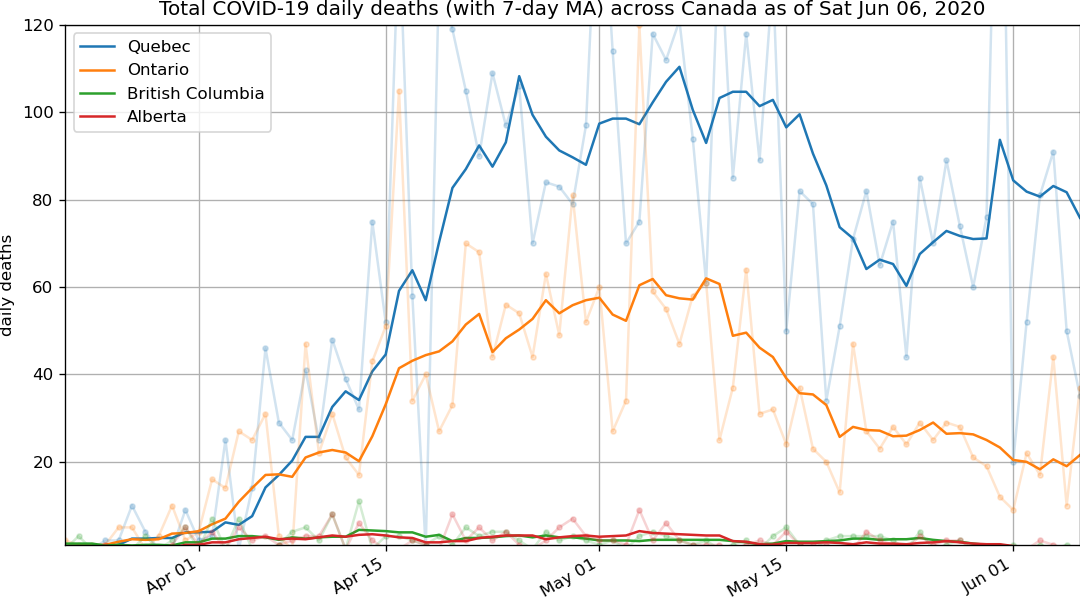 Total COVID-19 daily deaths (with 7-day MA) across Canada as of Sat Jun 06, 2020
120
100
80
60
40
20
daily deaths
Quebec
Ontario
British Columbia
Alberta
Apr 01
Apr 15
May 01
May 15
Jun 01